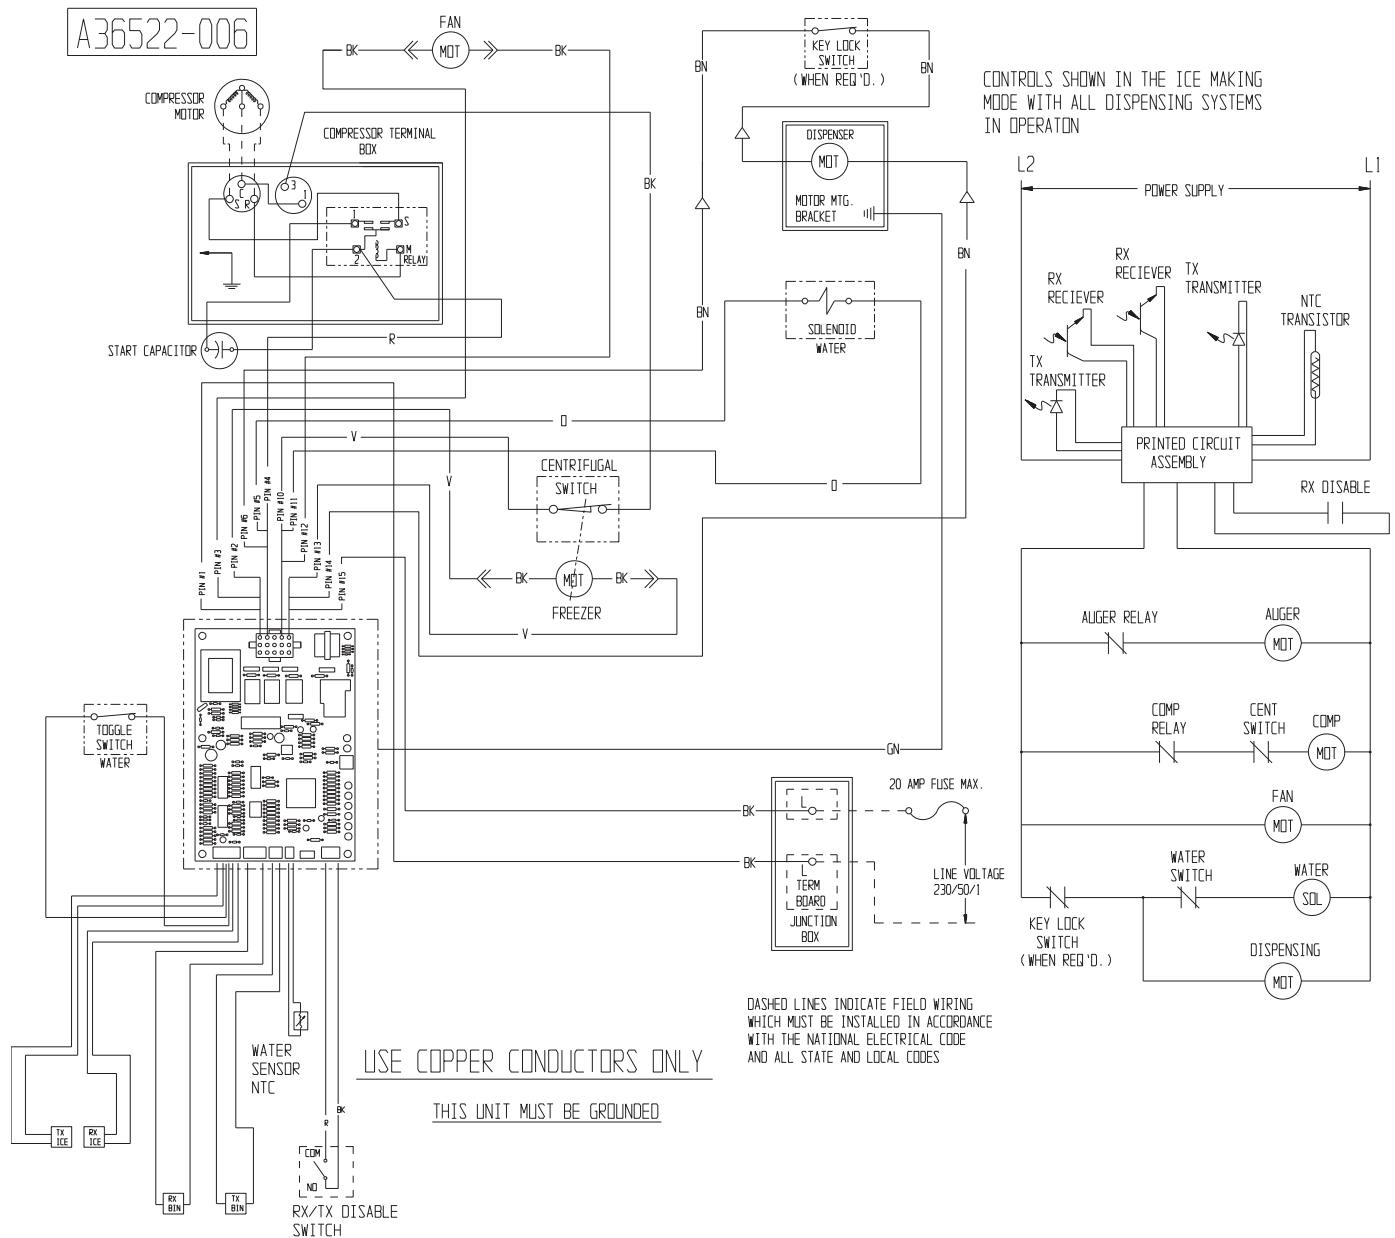 A36522-006
FAN
BK
MOT
BK
COMPRESSOR
MOTOR
COMPRESSOR TERMINAL
BOX
3
1
C
S R
1
S
2
M
RELAY
START CAPACITOR
R
BK
BN
KEY LOCK
SWITCH
(WHEN REQ'D.)
BN
DISPENSER
MOT
MOTOR MTG.
BRACKET
BN
BN
SOLENOID
WATER
O
V
V
CENTRIFUGAL
SWITCH
O
BK
MOT
BK
FREEZER
V
PIN #1
PIN #3
PIN #2
PIN #6
PIN #5
PIN #4
PIN #10
PIN #11
PIN #12
PIN #13
PIN #14
PIN #15
TOGGLE
SWITCH
WATER
GN
BK
L
20 AMP FUSE MAX.
BK
L
TERM
BOARD
JUNCTION
BOX
LINE VOLTAGE
230/50/1
WATER
SENSOR
NTC
TX
ICE
RX
ICE
RX
BIN
TX
BIN
R
BK
COM
NO
RX/TX DISABLE
SWITCH
USE COPPER CONDUCTORS ONLY
THIS UNIT MUST BE GROUNDED
DASHED LINES INDICATE FIELD WIRING
WHICH MUST BE INSTALLED IN ACCORDANCE
WITH THE NATIONAL ELECTRICAL CODE
AND ALL STATE AND LOCAL CODES
CONTROLS SHOWN IN THE ICE MAKING
MODE WITH ALL DISPENSING SYSTEMS
IN OPERATON
L2
L1
POWER SUPPLY
RX
RECIEVER
RX
RECIEVER
TX
TRANSMITTER
NTC
TRANSISTOR
TX
TRANSMITTER
PRINTED CIRCUIT
ASSEMBLY
RX DISABLE
AUGER RELAY
AUGER
MOT
COMP
RELAY
CENT
SWITCH
COMP
MOT
FAN
MOT
WATER
SWITCH
WATER
SOL
KEY LOCK
SWITCH
(WHEN REQ'D.)
DISPENSING
MOT